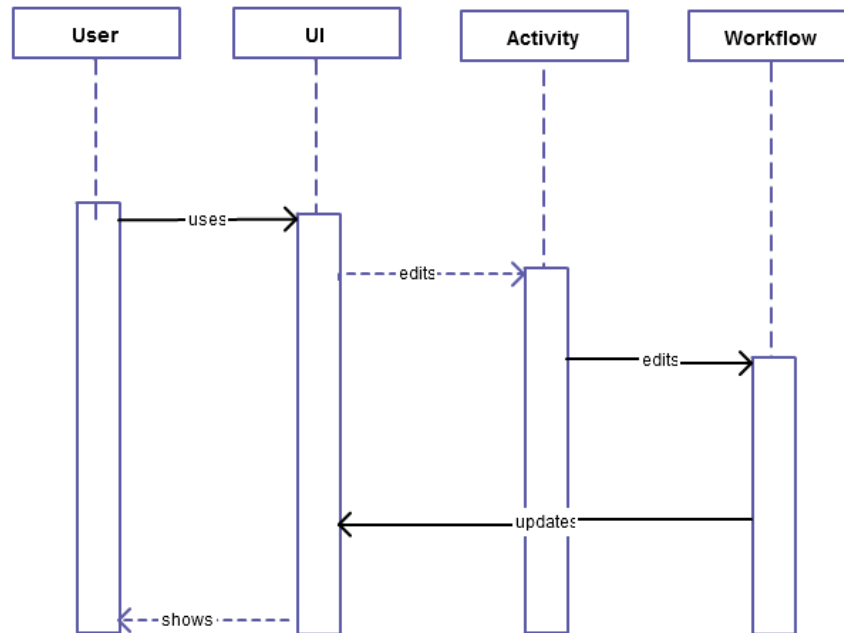 User
UI
Activity
Workflow
uses
edits
edits
updates
shows